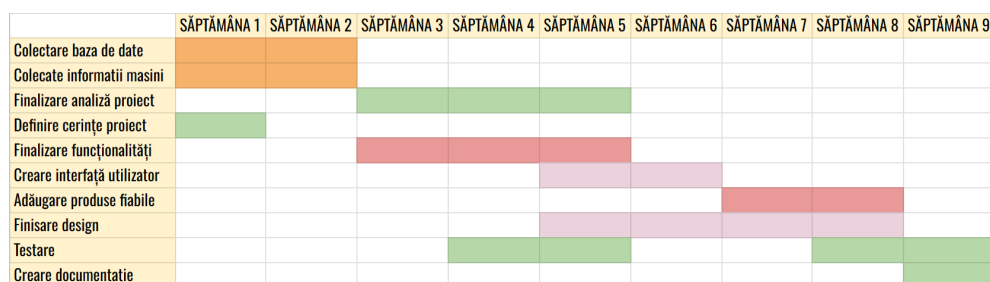 SĂPTĂMÂNA 1 SĂPTĂMÂNA 2 SĂPTĂMÂNA 3 SĂPTĂMÂNA 4 SĂPTĂMÂNA 5 SĂPTĂMÂNA 6 SĂPTĂMÂNA 7 SĂPTĂMÂNA 8 SĂPTĂMÂNA 9
Colectare baza de date
Colecate informatii masini
Finalizare analiză proiect
Definire cerințe proiect
Finalizare funcționalități
Creare interfață utilizator
Adăugare produse fiabile
Finisare design
Testare
Creare documentatie